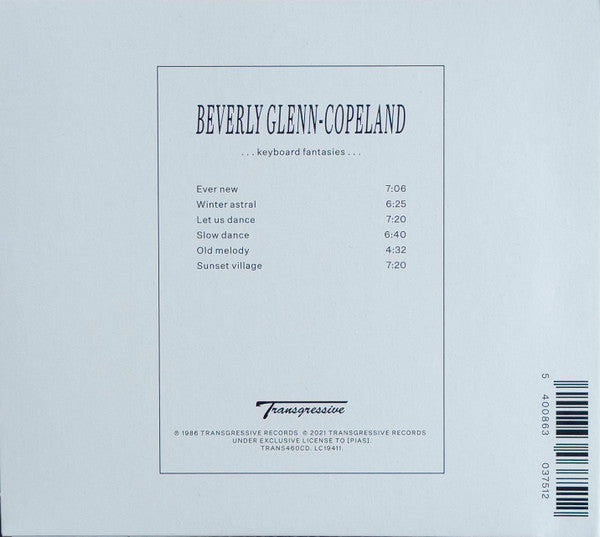 BEVERLY GLENN-COPELAND
... keyboard fantasies ...
Ever new 7:06
Winter astral 6:25
Let us dance 7:20
Slow dance 6:40
Old melody 4:32
Sunset village 7:20
Transgressive
℗ 1986 TRANSGRESSIVE RECORDS © 2021 TRANSGRESSIVE RECORDS
UNDER EXCLUSIVE LICENSE TO [PIAS].
TRANS460CD. LC19411.
5 400863 037512